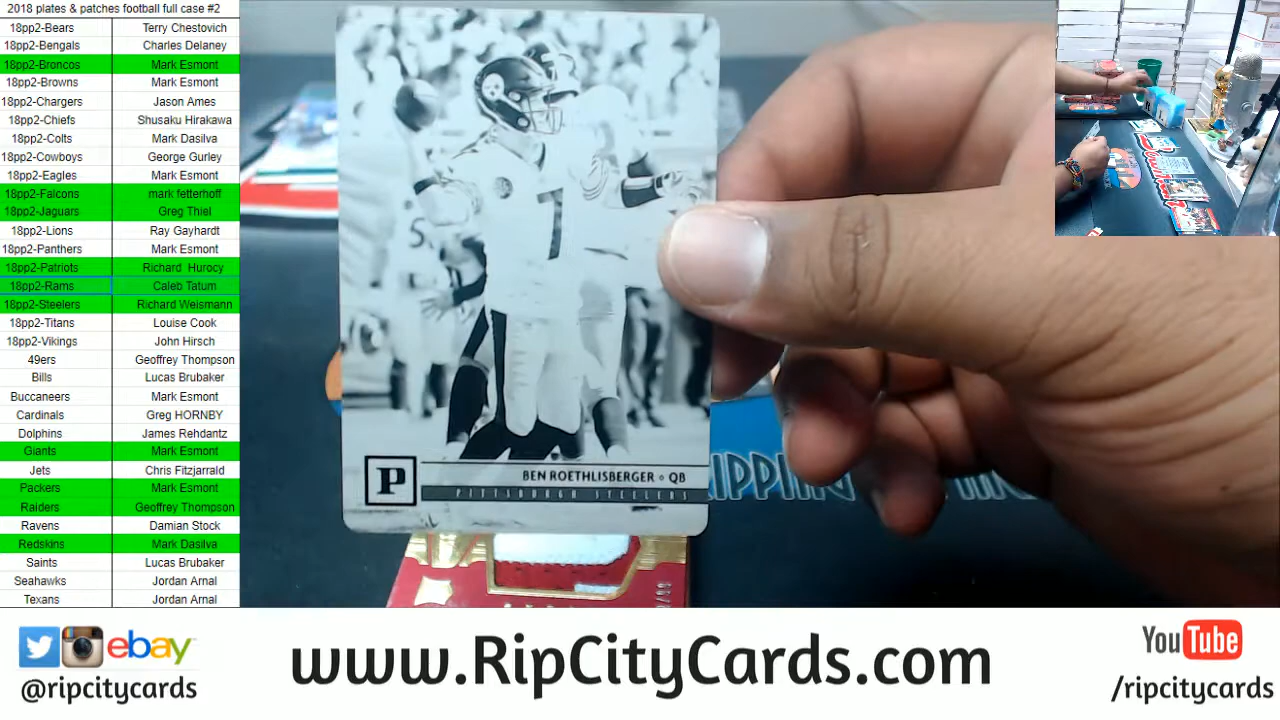 2018 plates & patches football full case #2
18pp2-Bears Terry Chestovich
18pp2-Bengals Charles Delaney
18pp2-Broncos Mark Esmont
18pp2-Browns Mark Esmont
18pp2-Chargers Jason Ames
18pp2-Chiefs Shusaku Hirakawa
18pp2-Colts Mark Dasilva
18pp2-Cowboys George Gurley
18pp2-Eagles Mark Esmont
18pp2-Falcons mark fetterhoff
18pp2-Jaguars Greg Thiel
18pp2-Lions Ray Gayhardt
18pp2-Panthers Mark Esmont
18pp2-Patriots Richard Hurocy
18pp2-Rams Caleb Tatum
18pp2-Steelers Richard Weismann
18pp2-Titans Louise Cook
18pp2-Vikings John Hirsch
49ers Geoffrey Thompson
Bills Lucas Brubaker
Buccaneers Mark Esmont
Cardinals Greg HORNBY
Dolphins James Rehdantz
Giants Mark Esmont
Jets Chris Fitzjarrald
Packers Mark Esmont
Raiders Geoffrey Thompson
Ravens Damian Stock
Redskins Mark Dasilva
Saints Lucas Brubaker
Seahawks Jordan Arnal
Texans Jordan Arnal
7
P
BEN ROETHLISBERGER QB
PITTSBURGH STEELERS
ebay
@ripcitycards
www.RipCityCards.com
YouTube
/ripcitycards